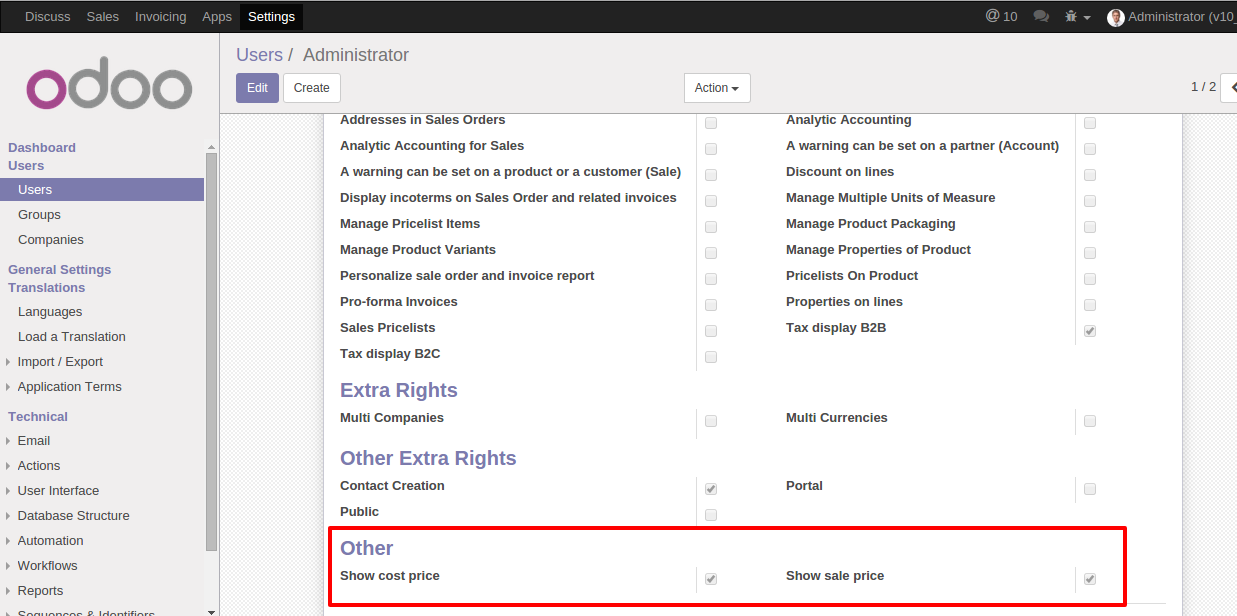 Discuss Sales Invoicing Apps Settings @ 10 Administrator (v10_
odoo
Users / Administrator
Edit Create Action 1 / 2
Dashboard
Users
Users
Groups
Companies
General Settings
Translations
Languages
Load a Translation
Import / Export
Application Terms
Technical
Email
Actions
User Interface
Database Structure
Automation
Workflows
Reports
Sequences & Identifiers
Addresses in Sales Orders Analytic Accounting
Analytic Accounting for Sales A warning can be set on a partner (Account)
A warning can be set on a product or a customer (Sale) Discount on lines
Display incoterms on Sales Order and related invoices Manage Multiple Units of Measure
Manage Pricelist Items Manage Product Packaging
Manage Product Variants Manage Properties of Product
Personalize sale order and invoice report Pricelists On Product
Pro-forma Invoices Properties on lines
Sales Pricelists Tax display B2B
Tax display B2C
Extra Rights
Multi Companies Multi Currencies
Other Extra Rights
Contact Creation Portal
Public
Other
Show cost price Show sale price